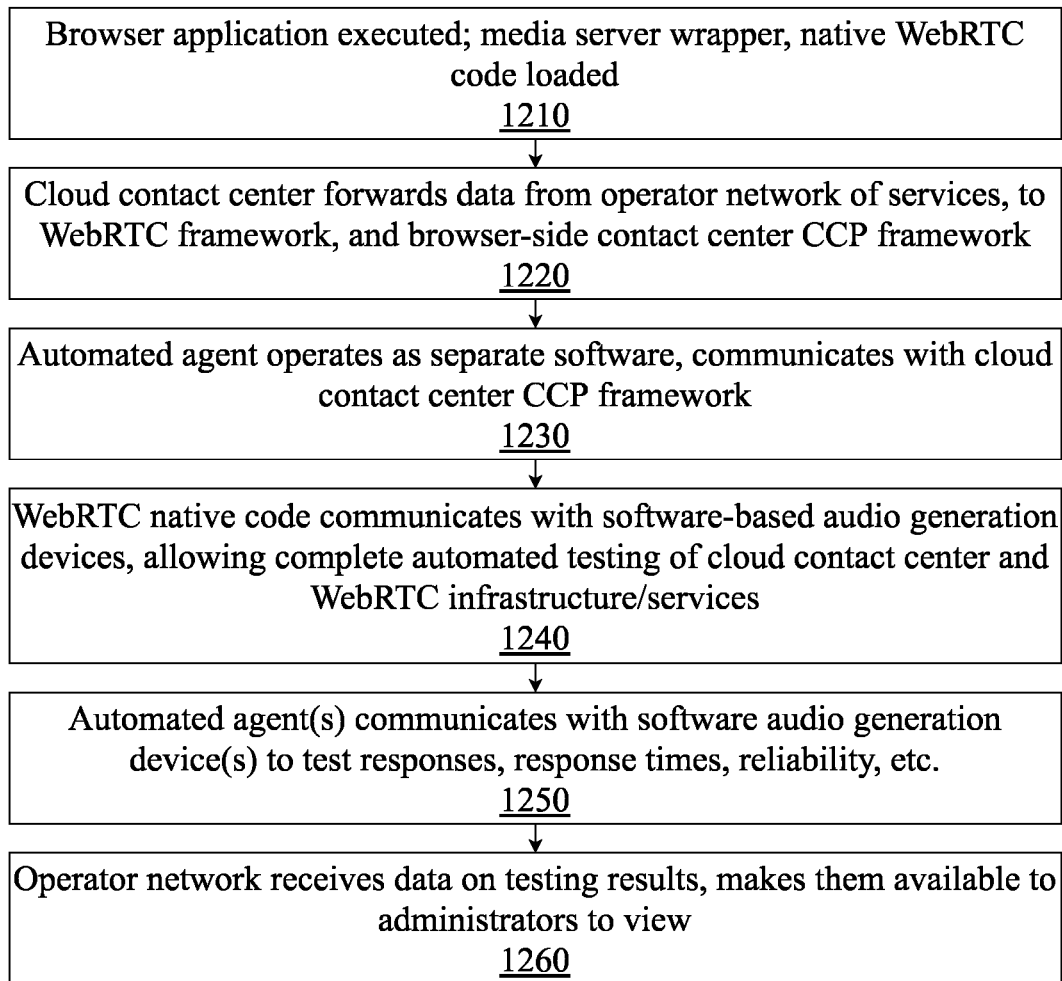 Browser application executed; media server wrapper, native WebRTC
code loaded
1210
Cloud contact center forwards data from operator network of services, to
WebRTC framework, and browser-side contact center CCP framework
1220
Automated agent operates as separate software, communicates with cloud
contact center CCP framework
1230
WebRTC native code communicates with software-based audio generation
devices, allowing complete automated testing of cloud contact center and
WebRTC infrastructure/services
1240
Automated agent(s) communicates with software audio generation
device(s) to test responses, response times, reliability, etc.
1250
Operator network receives data on testing results, makes them available to
administrators to view
1260